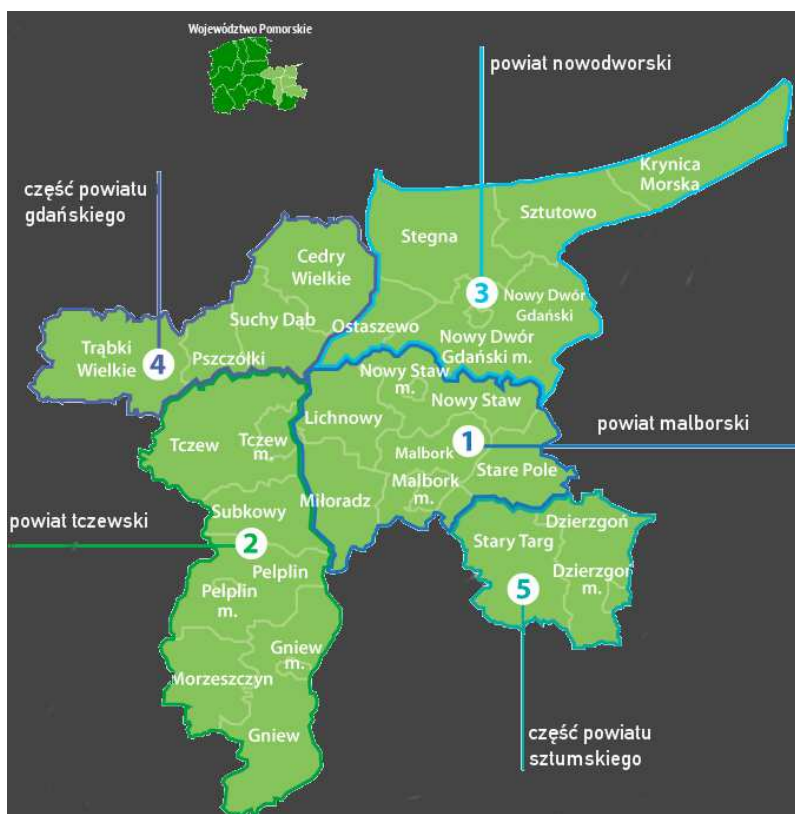 Województwo Pomorskie
powiat nowodworski
część powiatu
gdańskiego
Krynica
Morska
Sztutowo
Stegna
Cedry
Wielkie
3
Nowy Dwór
Gdański
Suchy Dąb
Ostaszewo
Nowy Dwór
Gdański m.
Trąbki
Wielkie
4
Pszczółki
Nowy Staw
m.
Nowy Staw
Lichnowy
powiat malborski
Tczew
Tczew
m.
Malbork
1
Malbork
m.
Stare Pole
Miłoradz
powiat tczewski
Subkowy
2
Pelplin
Pelplin
m.
Dzierzgoń
Stary Targ
Dzierzgoń
m.
5
Gniew
m.
Morzeszczyn
Gniew
część powiatu
sztumskiego